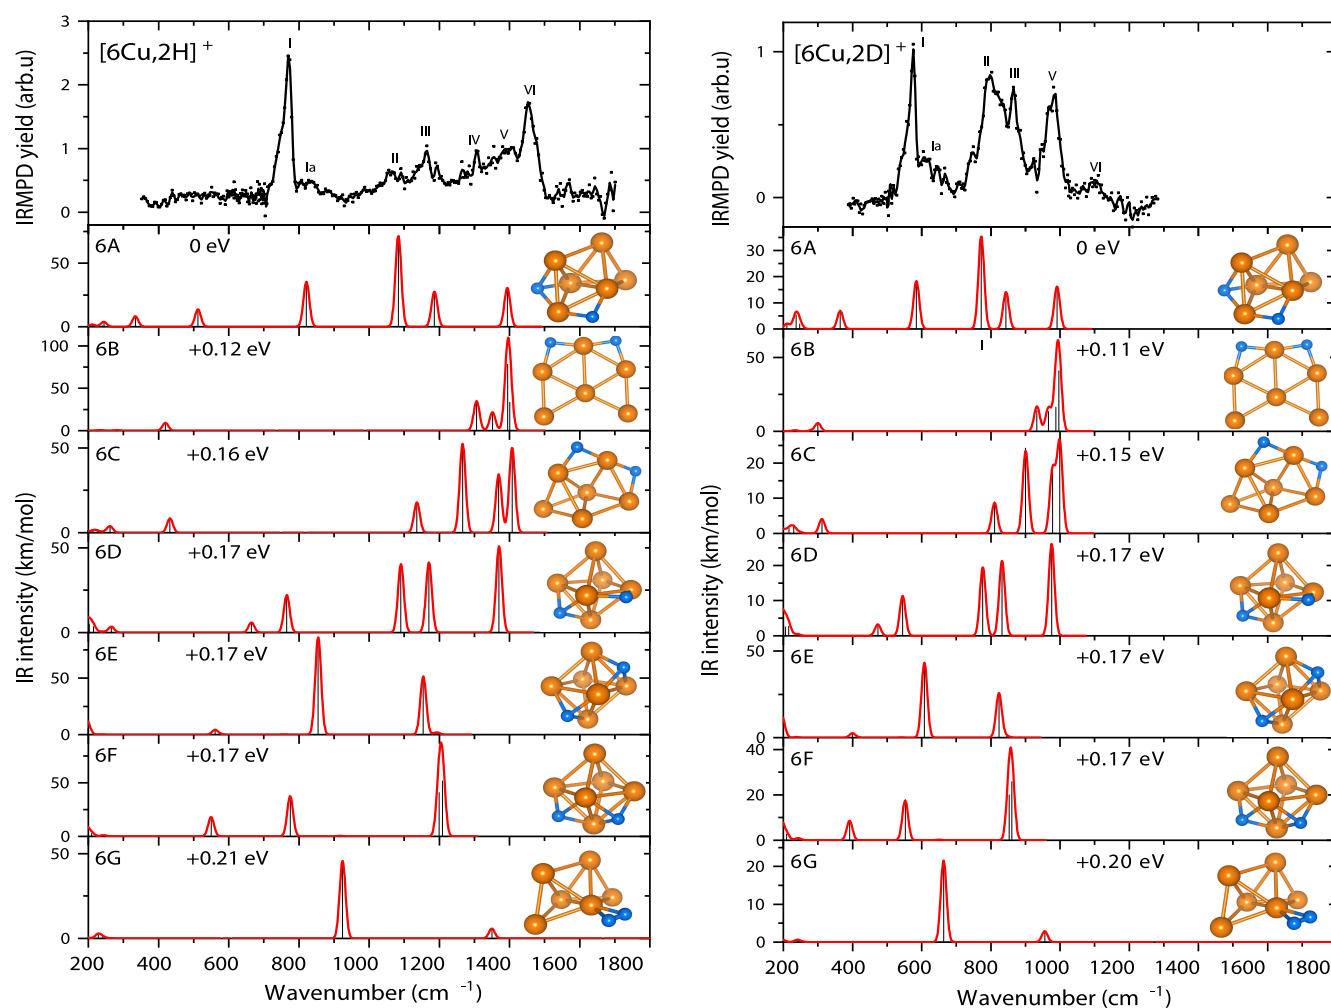 [6Cu,2H]+
IRMPD yield (arb.u)
3
2
1
0
I
Ia
II
III
IV
V
VI
6A 0 eV
50
0
6B +0.12 eV
100
50
0
6C +0.16 eV
50
0
6D +0.17 eV
50
0
6E +0.17 eV
50
0
6F +0.17 eV
50
0
6G +0.21 eV
50
0
IR intensity (km/mol)
200 400 600 800 1000 1200 1400 1600 1800
Wavenumber (cm -1)
[6Cu,2D]+
IRMPD yield (arb.u)
1
0
I
Ia
II
III
V
VI
6A 0 eV
30
20
10
0
6B I +0.11 eV
50
0
6C +0.15 eV
20
10
0
6D +0.17 eV
20
10
0
6E +0.17 eV
50
0
6F +0.17 eV
40
20
0
6G +0.20 eV
20
10
0
IR intensity (km/mol)
200 400 600 800 1000 1200 1400 1600 1800
Wavenumber (cm -1)